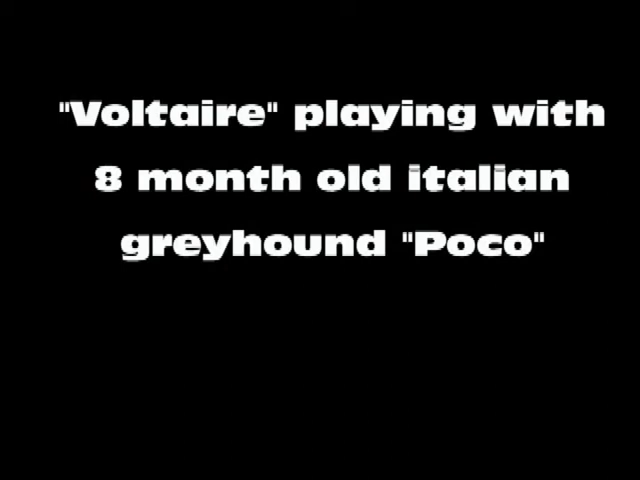 "Voltaire" playing with
8 month old italian
greyhound "Poco"